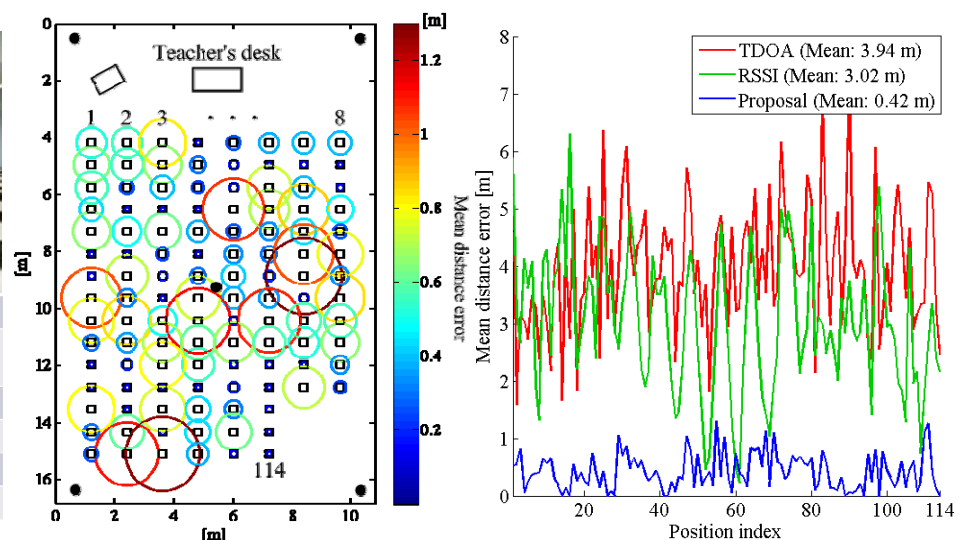 [m]
0
2
4
6
8
10
12
14
16
[m]
Teacher's desk
1 2 3 . . . 8
114
0 2 4 6 8 10
[m]
1.2
1
0.8
0.6
0.4
0.2
Mean distance error
TDOA (Mean: 3.94 m)
RSSI (Mean: 3.02 m)
Proposal (Mean: 0.42 m)
8
7
6
5
4
3
2
1
0
Mean distance error [m]
20 40 60 80 100 114
Position index